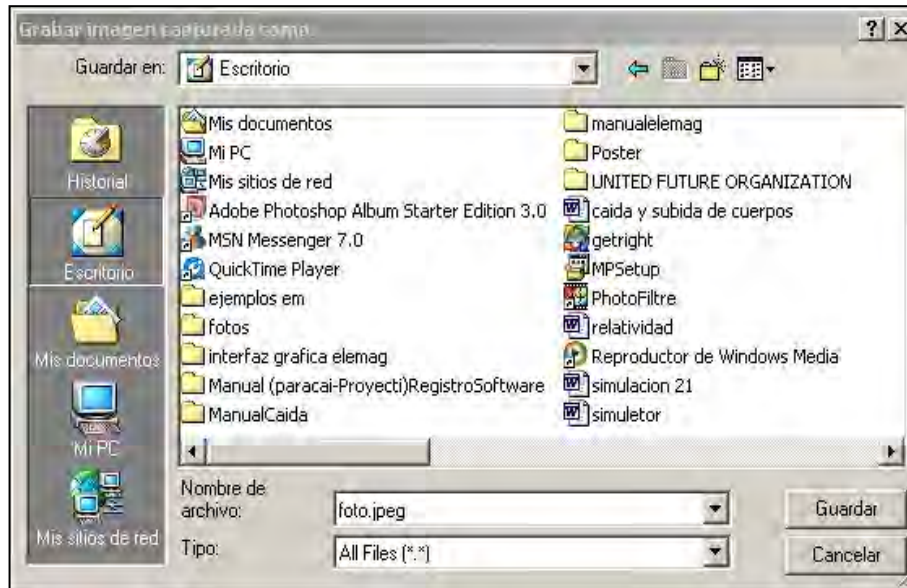 Grabar imagen capturada como
Guardar en: Escritorio
Historial
Escritorio
Mis documentos
Mi PC
Mis sitios de red
Mis documentos
Mi PC
Mis sitios de red
Adobe Photoshop Album Starter Edition 3.0
MSN Messenger 7.0
QuickTime Player
ejemplos em
fotos
interfaz grafica elemag
Manual (paracai-Proyecti)RegistroSoftware
ManualCaida
manualelemag
Poster
UNITED FUTURE ORGANIZATION
caida y subida de cuerpos
getright
MPSetup
PhotoFiltre
relatividad
Reproductor de Windows Media
simulacion 21
simuletor
Nombre de
archivo: foto.jpeg
Guardar
Tipo: All Files (*.*)
Cancelar